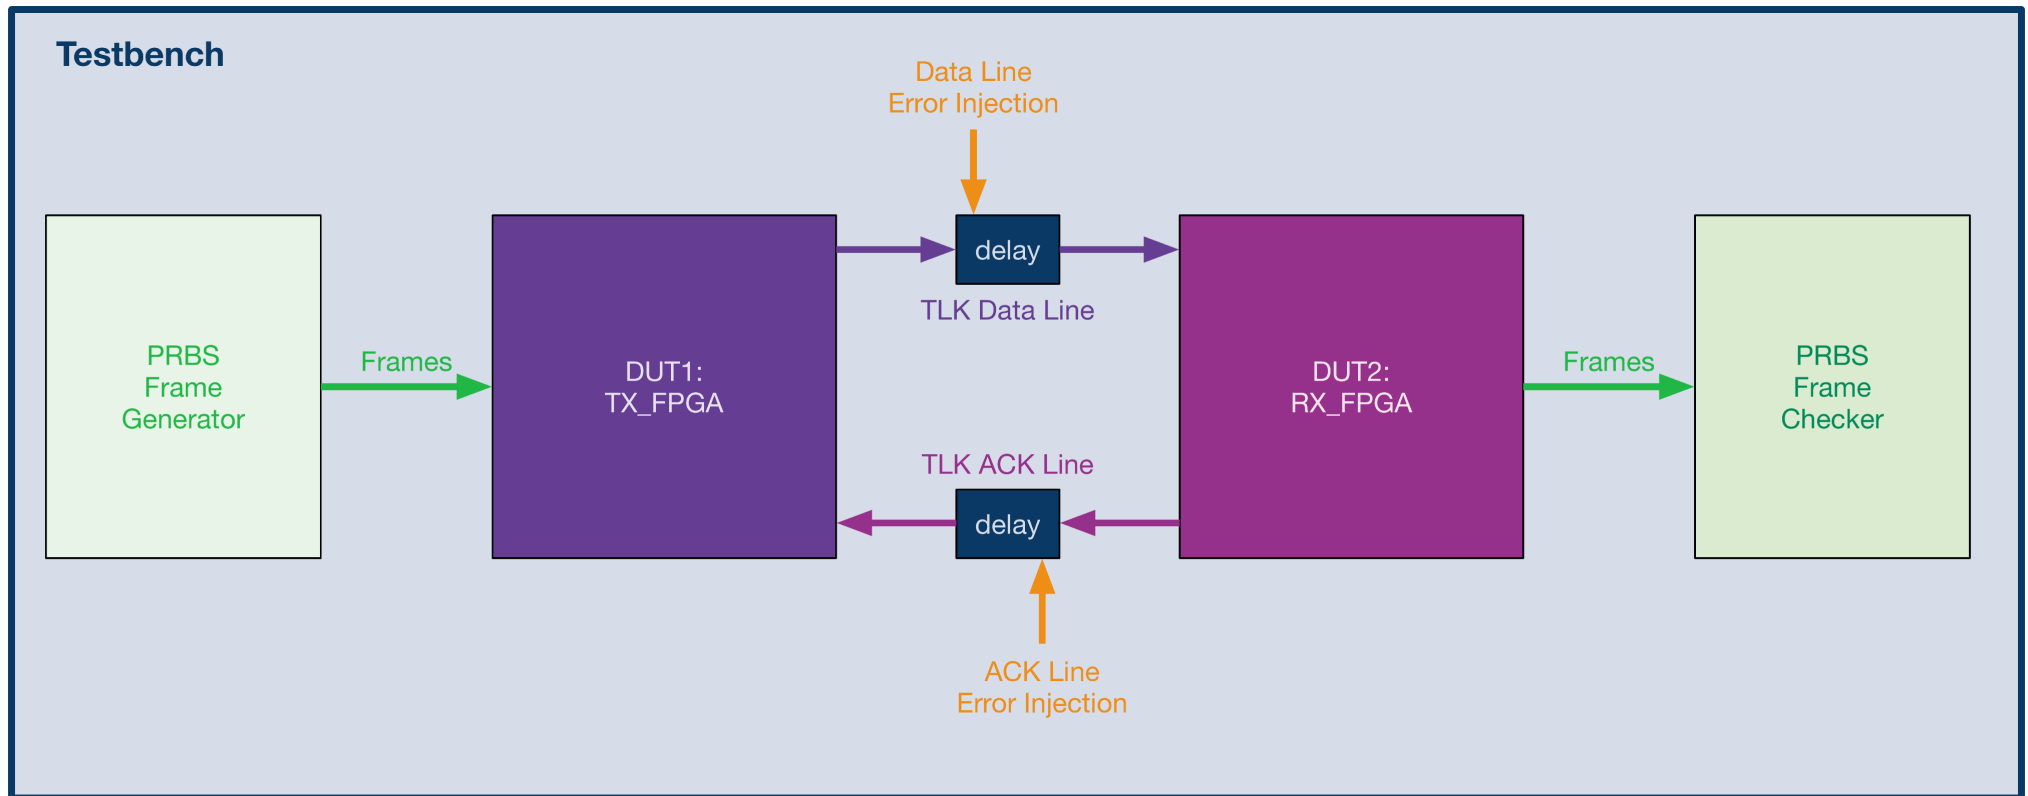 Testbench
Data Line
Error Injection
delay
TLK Data Line
PRBS
Frame
Generator
Frames
DUT1:
TX_FPGA
DUT2:
RX_FPGA
Frames
PRBS
Frame
Checker
TLK ACK Line
delay
ACK Line
Error Injection